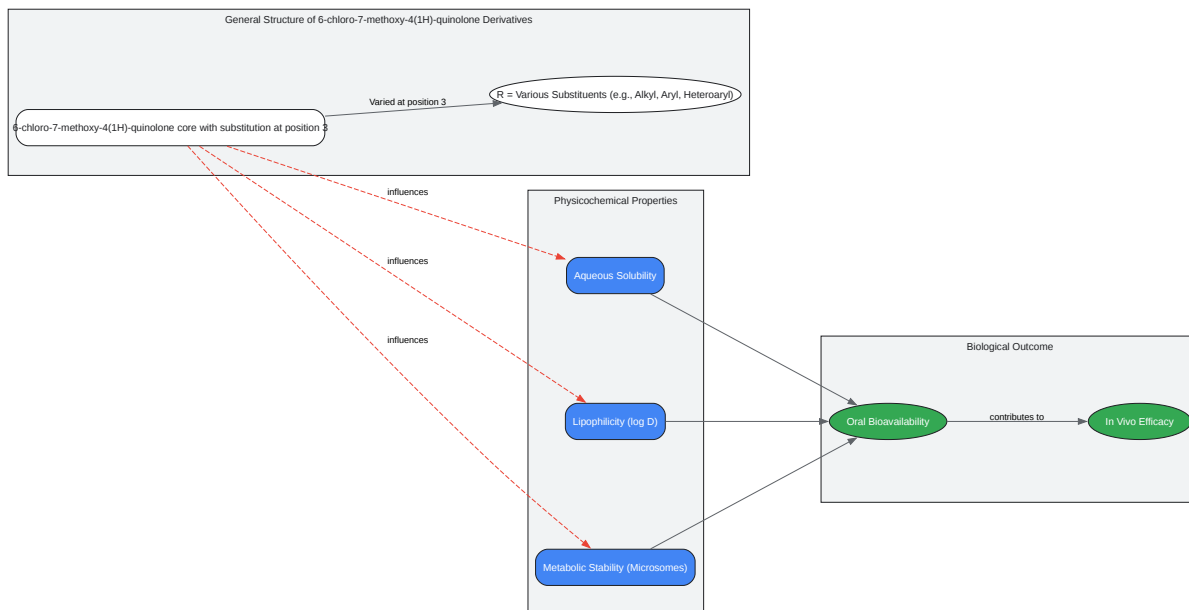 General Structure of 6-chloro-7-methoxy-4(1H)-quinolone Derivatives
R = Various Substituents (e.g., Alkyl, Aryl, Heteroaryl)
Varied at position 3
6-chloro-7-methoxy-4(1H)-quinolone core with substitution at position 3
influences
Physicochemical Properties
influences
Aqueous Solubility
influences
Biological Outcome
Lipophilicity (log D)
Oral Bioavailability
contributes to
In Vivo Efficacy
Metabolic Stability (Microsomes)